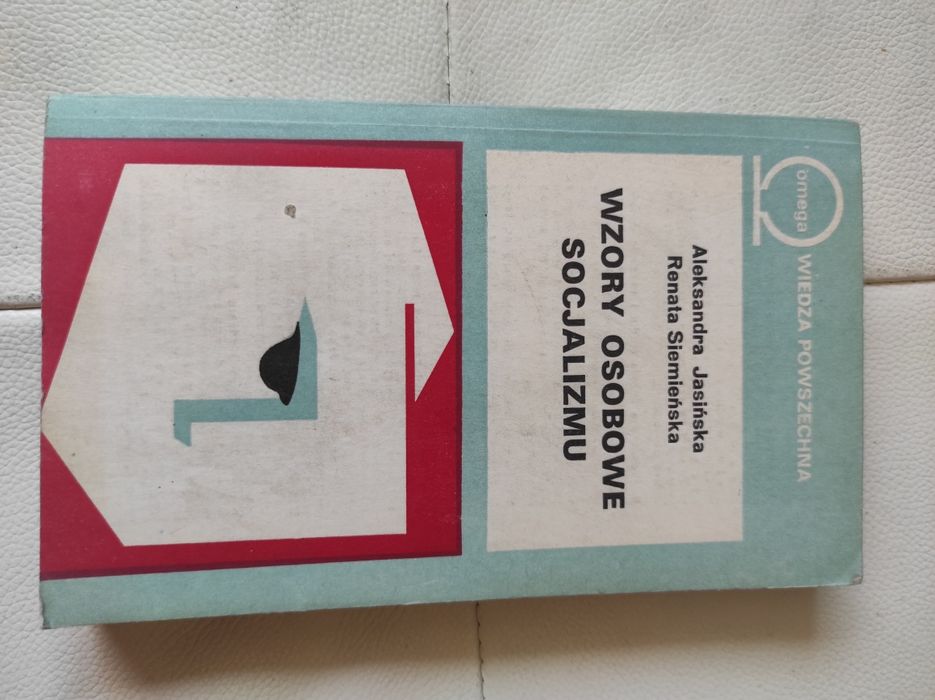 omega
WIEDZA POWSZECHNA
Aleksandra Jasińska
Renata Siemieńska
WZORY OSOBOWE
SOCJALIZMU